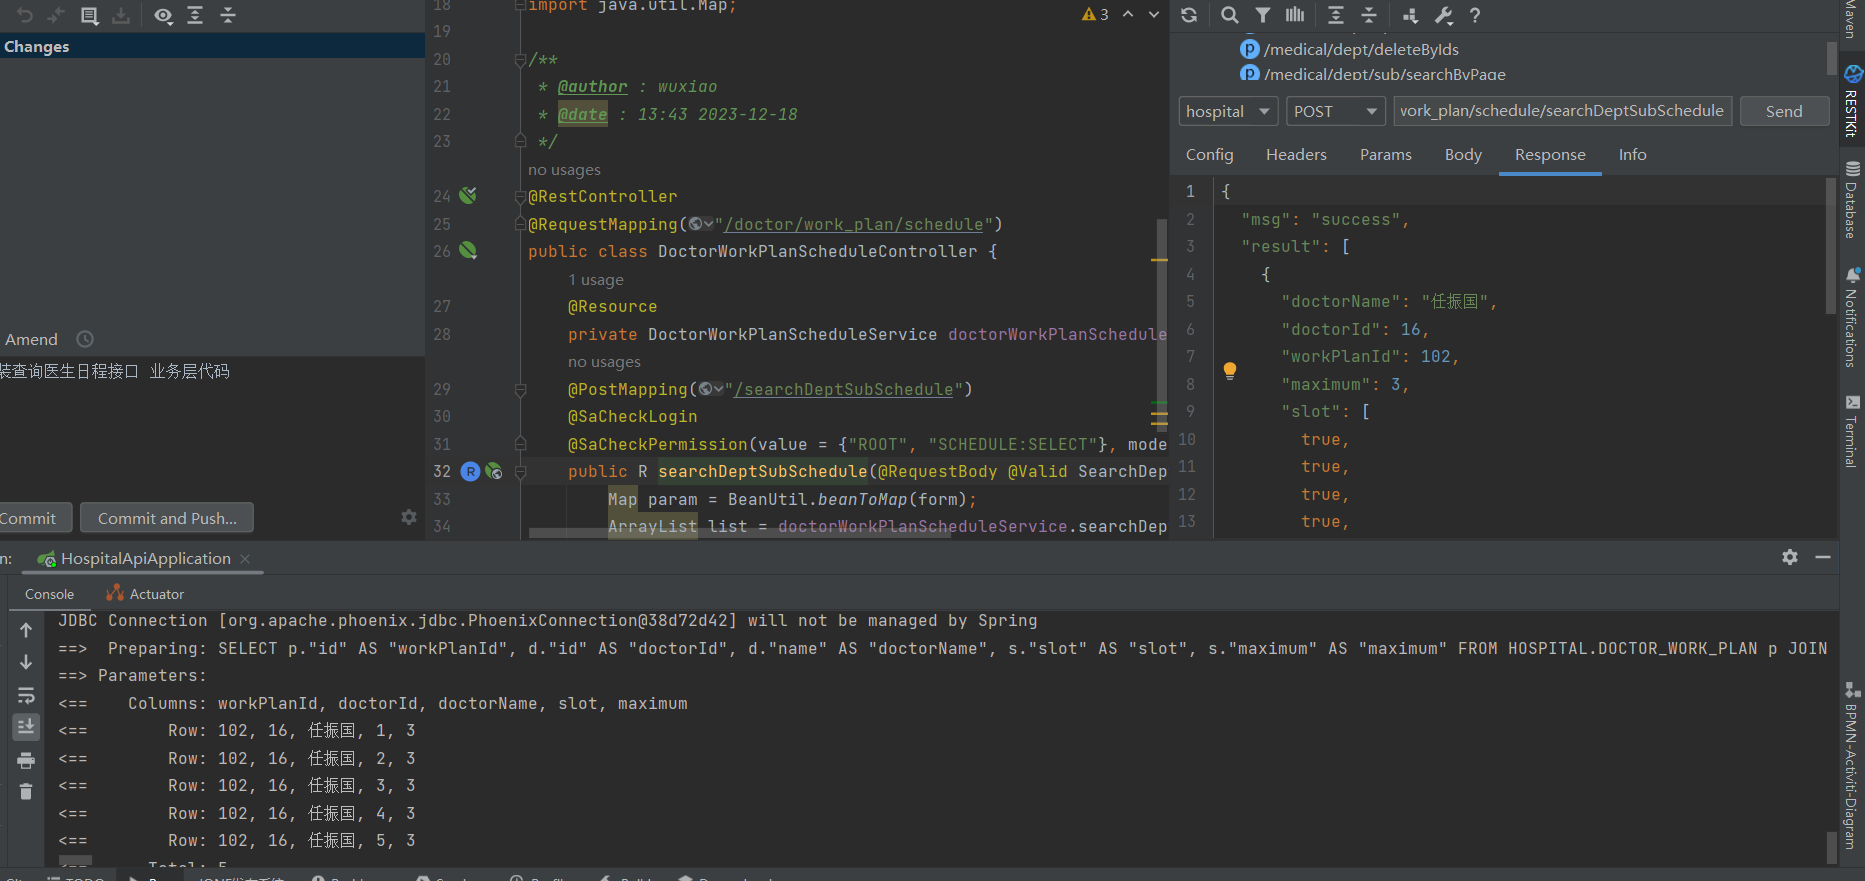 Changes
Amend
装查询医生日程接口 业务层代码
Commit
Commit and Push...
18 import java.util.Map;
19
20 /**
21 * @author : wuxiao
22 * @date : 13:43 2023-12-18
23 */
no usages
24 @RestController
25 @RequestMapping("/doctor/work_plan/schedule")
26 public class DoctorWorkPlanScheduleController {
1 usage
27 @Resource
28 private DoctorWorkPlanScheduleService doctorWorkPlanSchedule
no usages
29 @PostMapping("/searchDeptSubSchedule")
30 @SaCheckLogin
31 @SaCheckPermission(value = {"ROOT", "SCHEDULE:SELECT"}, mode
32 public R searchDeptSubSchedule(@RequestBody @Valid SearchDep
33 Map param = BeanUtil.beanToMap(form);
34 ArrayList list = doctorWorkPlanScheduleService.searchDep
3
/medical/dept/deleteByIds
/medical/dept/sub/searchByPage
hospital POST work_plan/schedule/searchDeptSubSchedule Send
Config Headers Params Body Response Info
1 {
2 "msg": "success",
3 "result": [
4 {
5 "doctorName": "任振国",
6 "doctorId": 16,
7 "workPlanId": 102,
8 "maximum": 3,
9 "slot": [
10 true,
11 true,
12 true,
13 true,
Maven
RESTKit
Database
Notifications
Terminal
BPMN-Activiti-Diagram
n: HospitalApiApplication
Console Actuator
JDBC Connection [org.apache.phoenix.jdbc.PhoenixConnection@38d72d42] will not be managed by Spring
==> Preparing: SELECT p."id" AS "workPlanId", d."id" AS "doctorId", d."name" AS "doctorName", s."slot" AS "slot", s."maximum" AS "maximum" FROM HOSPITAL.DOCTOR_WORK_PLAN p JOIN
==> Parameters:
<== Columns: workPlanId, doctorId, doctorName, slot, maximum
<== Row: 102, 16, 任振国, 1, 3
<== Row: 102, 16, 任振国, 2, 3
<== Row: 102, 16, 任振国, 3, 3
<== Row: 102, 16, 任振国, 4, 3
<== Row: 102, 16, 任振国, 5, 3
<== Total: 5